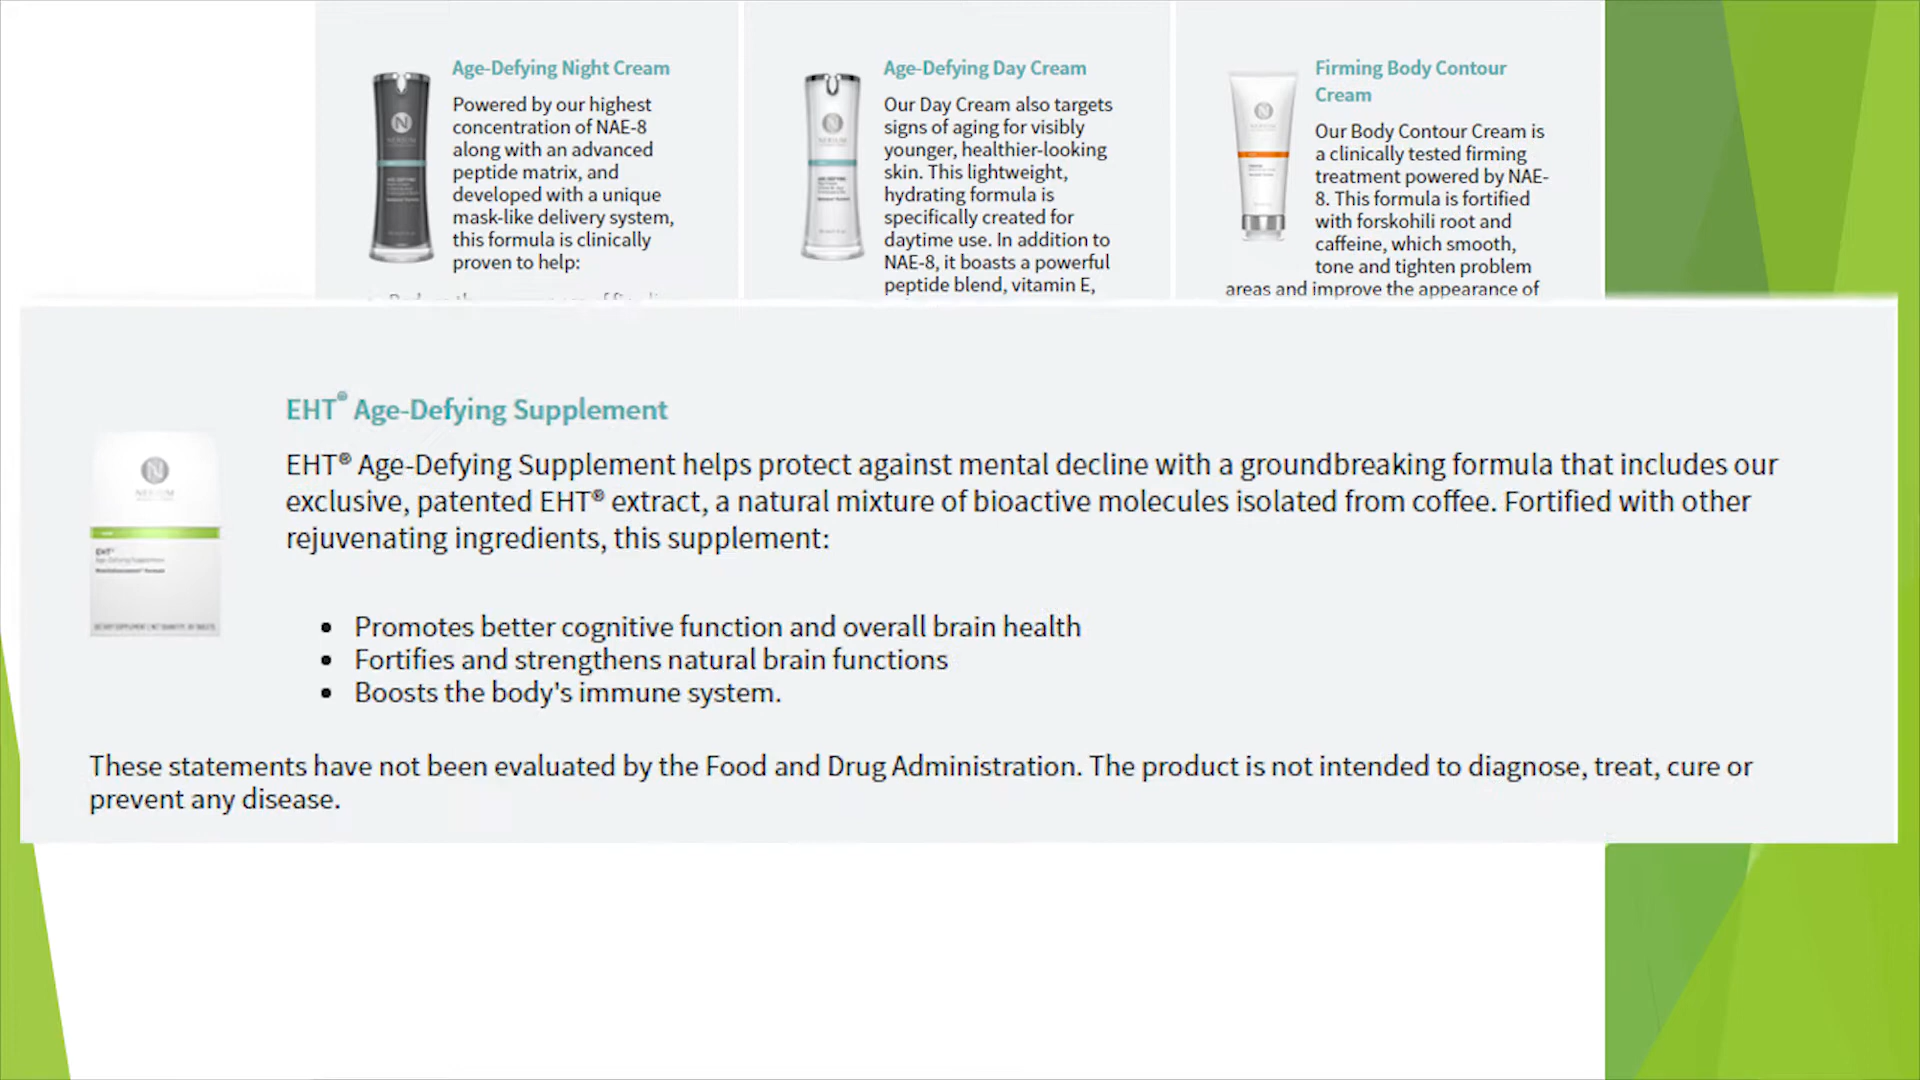 Age-Defying Night Cream
Powered by our highest
concentration of NAE-8
along with an advanced
peptide matrix, and
developed with a unique
mask-like delivery system,
this formula is clinically
proven to help:
Age-Defying Day Cream
Our Day Cream also targets
signs of aging for visibly
younger, healthier-looking
skin. This lightweight,
hydrating formula is
specifically created for
daytime use. In addition to
NAE-8, it boasts a powerful
peptide blend, vitamin E,
Firming Body Contour
Cream
Our Body Contour Cream is
a clinically tested firming
treatment powered by NAE-
8. This formula is fortified
with forskohili root and
caffeine, which smooth,
tone and tighten problem
areas and improve the appearance of
EHT® Age-Defying Supplement
EHT® Age-Defying Supplement helps protect against mental decline with a groundbreaking formula that includes our
exclusive, patented EHT® extract, a natural mixture of bioactive molecules isolated from coffee. Fortified with other
rejuvenating ingredients, this supplement:
• Promotes better cognitive function and overall brain health
• Fortifies and strengthens natural brain functions
• Boosts the body's immune system.
N
NERIUM
EHT®
Age-Defying Supplement
These statements have not been evaluated by the Food and Drug Administration. The product is not intended to diagnose, treat, cure or
prevent any disease.